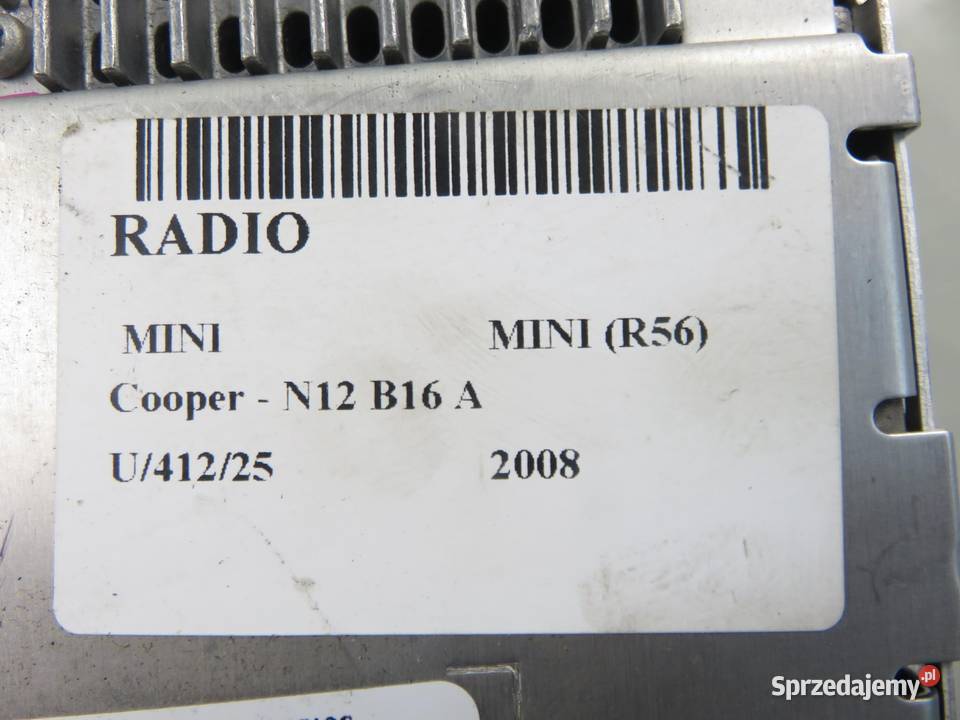 RADIO
MINI MINI (R56)
Cooper - N12 B16 A
U/412/25 2008
Sprzedajemy.pl